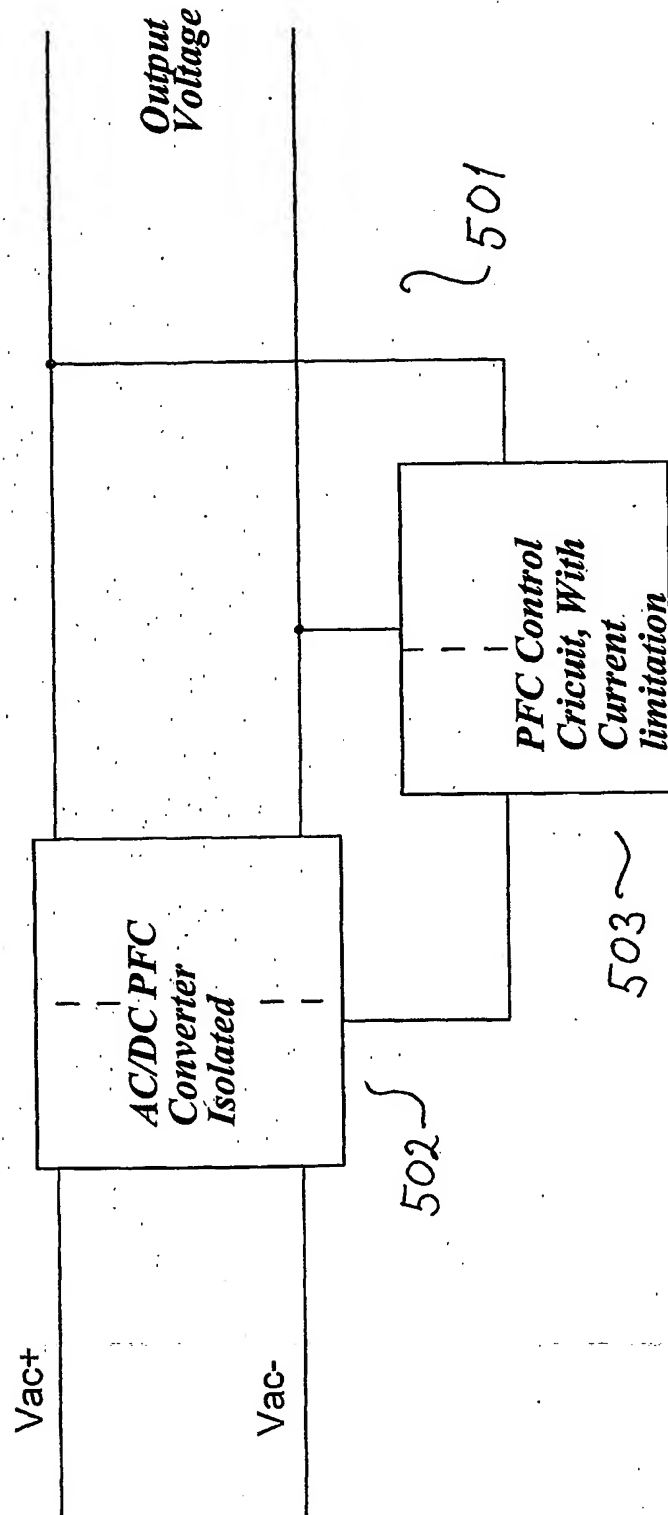 Vac+
Vac-
AC/DC PFC
Converter
Isolated
502
Output
Voltage
501
PFC Control
Cricuit, With
Current
limitation
503